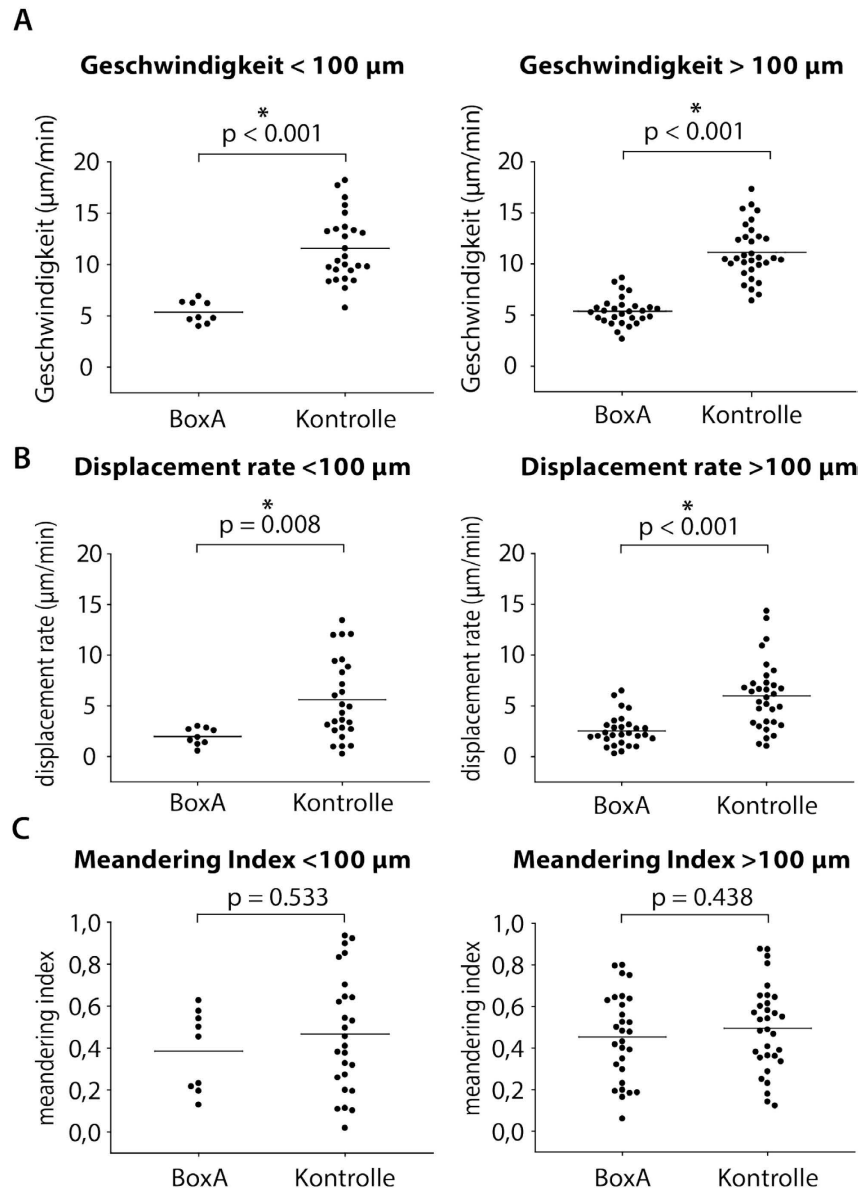 A
Geschwindigkeit < 100 µm
Geschwindigkeit > 100 µm
*
p < 0.001
*
p < 0.001
Geschwindigkeit (µm/min)
20
15
10
5
0
BoxA
Kontrolle
Geschwindigkeit (µm/min)
20
15
10
5
0
BoxA
Kontrolle
B
Displacement rate <100 µm
Displacement rate >100 µm
*
p = 0.008
*
p < 0.001
displacement rate (µm/min)
20
15
10
5
0
BoxA
Kontrolle
displacement rate (µm/min)
20
15
10
5
0
BoxA
Kontrolle
C
Meandering Index <100 µm
Meandering Index >100 µm
p = 0.533
p = 0.438
meandering index
1,0
0,8
0,6
0,4
0,2
0,0
BoxA
Kontrolle
meandering index
1,0
0,8
0,6
0,4
0,2
0,0
BoxA
Kontrolle